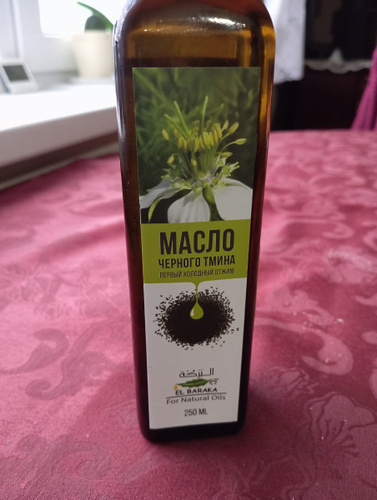 МАСЛО
ЧЕРНОГО ТМИНА
ПЕРВЫЙ ХОЛОДНЫЙ ОТЖИМ
البركة
EL BARAKA
For Natural Oils
250 ML